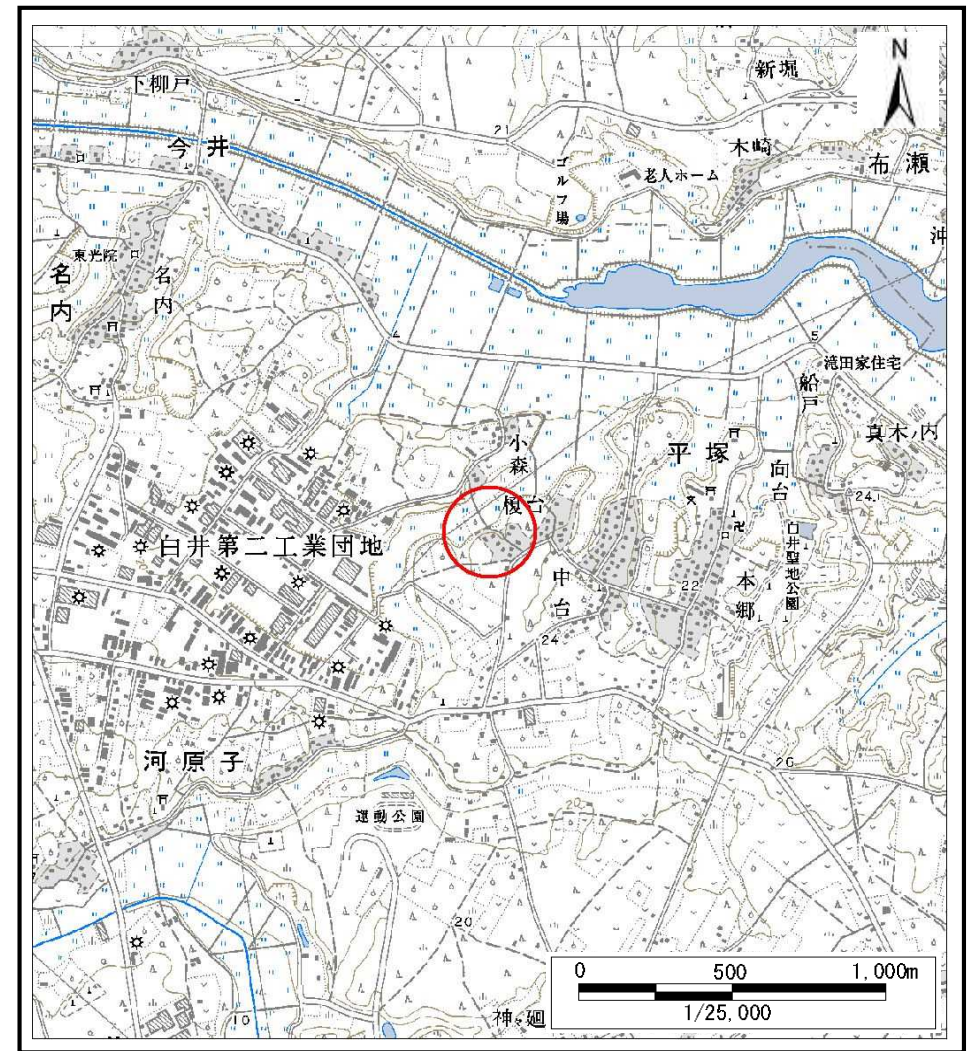 N
下柳戸
新堀
今井
21
ゴルフ場
老人ホーム
木崎
布瀬
沖
東光院
名内
名内
4
5
滝田家住宅
船戸
小森
平塚
真木ノ内
向台
24
榎台
白井第二工業団地
白井聖地公園
中台
22
本郷
24
河原子
26
運動公園
20
20
10
神々廻
0 500 1,000m
1/25,000